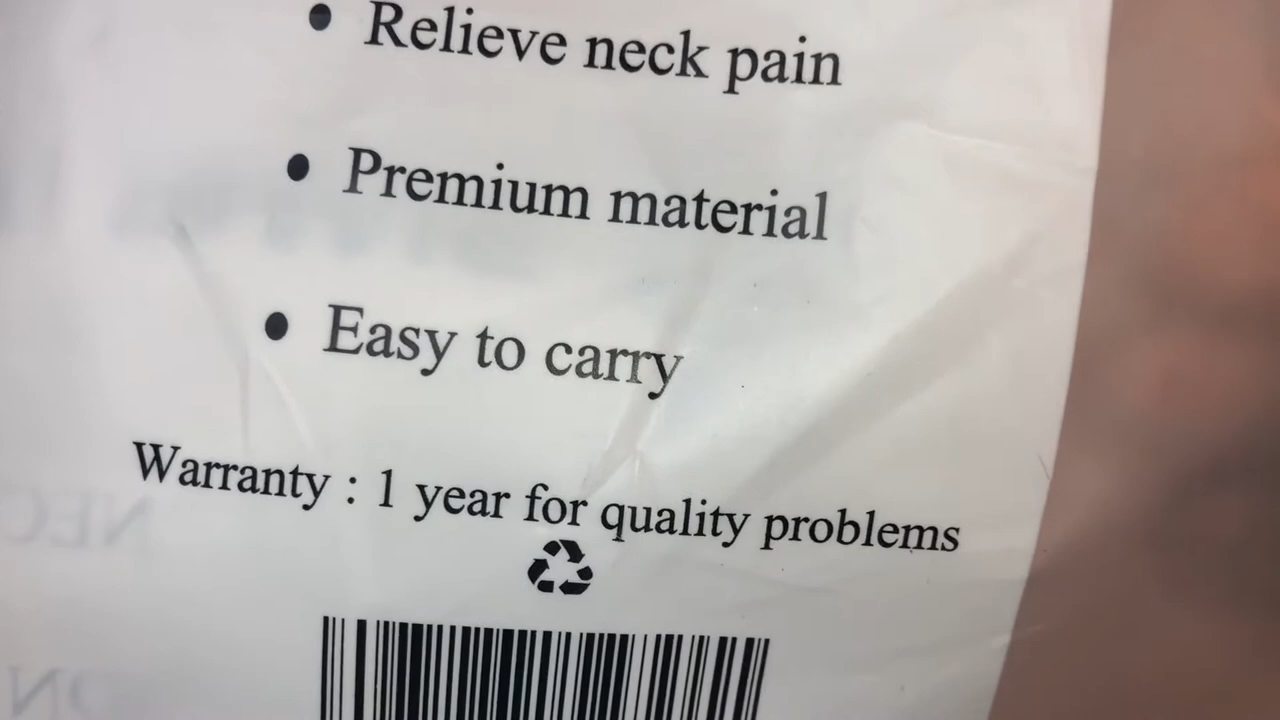 • Relieve neck pain
• Premium material
• Easy to carry
Warranty : 1 year for quality problems